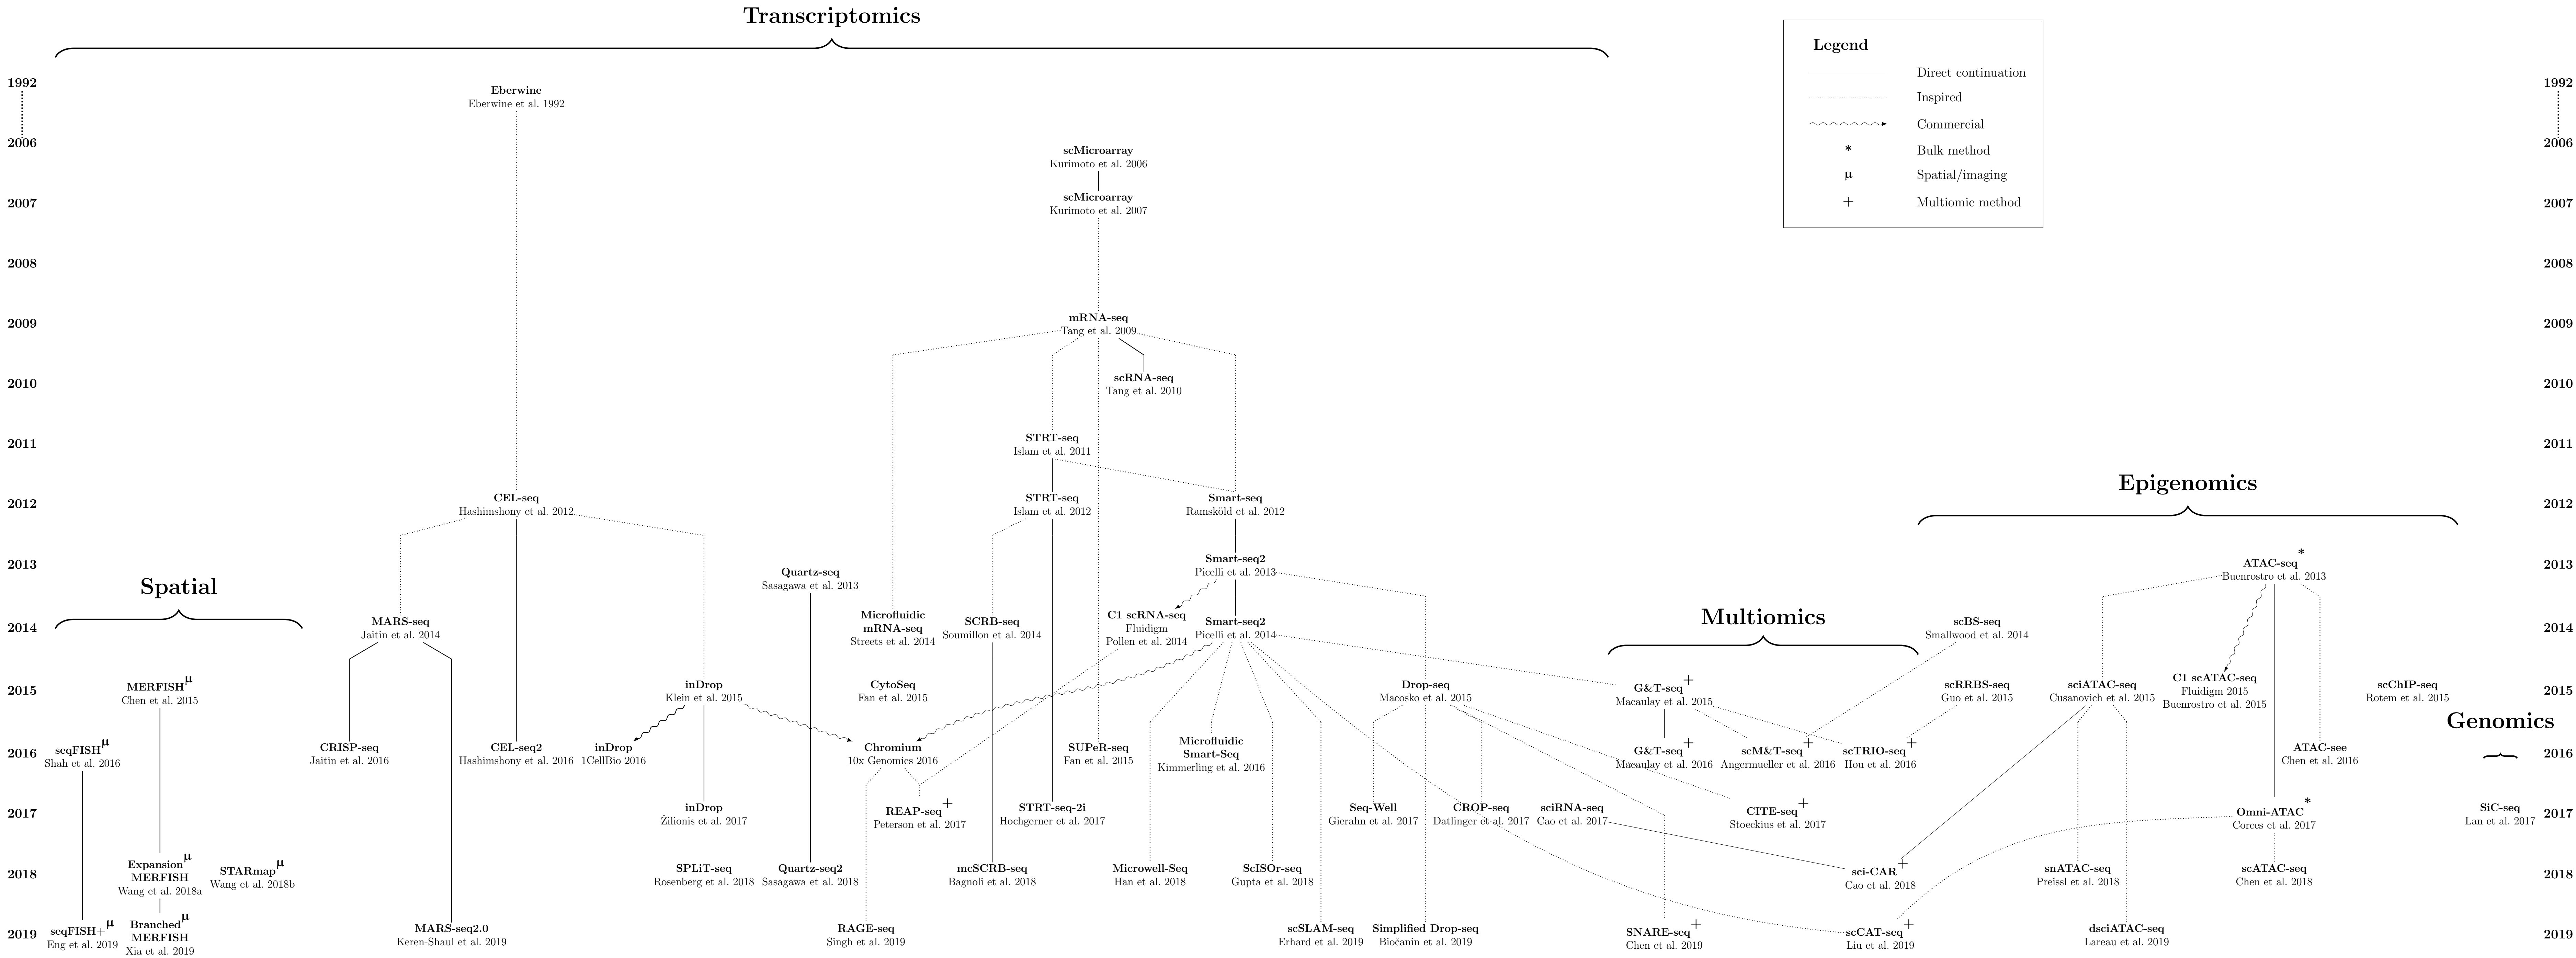 Transcriptomics
Legend
Direct continuation
Inspired
Commercial
* Bulk method
μ Spatial/imaging
+ Multiomic method
1992
1992
Eberwine
Eberwine et al. 1992
2006
2006
scMicroarray
Kurimoto et al. 2006
2007
2007
scMicroarray
Kurimoto et al. 2007
2008
2008
2009
2009
mRNA-seq
Tang et al. 2009
2010
2010
scRNA-seq
Tang et al. 2010
2011
2011
STRT-seq
Islam et al. 2011
Epigenomics
2012
2012
CEL-seq
Hashimshony et al. 2012
STRT-seq
Islam et al. 2012
Smart-seq
Ramsköld et al. 2012
2013
2013
Spatial
Quartz-seq
Sasagawa et al. 2013
Smart-seq2
Picelli et al. 2013
ATAC-seq*
Buenrostro et al. 2013
2014
2014
MARS-seq
Jaitin et al. 2014
Microfluidic
mRNA-seq
Streets et al. 2014
SCRB-seq
Soumillon et al. 2014
C1 scRNA-seq
Fluidigm
Pollen et al. 2014
Smart-seq2
Picelli et al. 2014
Multiomics
scBS-seq
Smallwood et al. 2014
2015
2015
MERFISHμ
Chen et al. 2015
inDrop
Klein et al. 2015
CytoSeq
Fan et al. 2015
Drop-seq
Macosko et al. 2015
G&T-seq+
Macaulay et al. 2015
scRRBS-seq
Guo et al. 2015
sciATAC-seq
Cusanovich et al. 2015
C1 scATAC-seq
Fluidigm 2015
Buenrostro et al. 2015
scChIP-seq
Rotem et al. 2015
Genomics
2016
2016
seqFISHμ
Shah et al. 2016
CRISP-seq
Jaitin et al. 2016
CEL-seq2
Hashimshony et al. 2016
inDrop
1CellBio 2016
Chromium
10x Genomics 2016
SUPeR-seq
Fan et al. 2015
Microfluidic
Smart-Seq
Kimmerling et al. 2016
G&T-seq+
Macaulay et al. 2016
scM&T-seq+
Angermueller et al. 2016
scTRIO-seq+
Hou et al. 2016
ATAC-see
Chen et al. 2016
2017
2017
inDrop
Žilionis et al. 2017
REAP-seq+
Peterson et al. 2017
STRT-seq-2i
Hochgerner et al. 2017
Seq-Well
Gierahn et al. 2017
CROP-seq
Datlinger et al. 2017
sciRNA-seq
Cao et al. 2017
CITE-seq+
Stoeckius et al. 2017
Omni-ATAC*
Corces et al. 2017
SiC-seq
Lan et al. 2017
2018
2018
Expansionμ
MERFISH
Wang et al. 2018a
STARmapμ
Wang et al. 2018b
SPLiT-seq
Rosenberg et al. 2018
Quartz-seq2
Sasagawa et al. 2018
mcSCRB-seq
Bagnoli et al. 2018
Microwell-Seq
Han et al. 2018
ScISOr-seq
Gupta et al. 2018
sci-CAR+
Cao et al. 2018
snATAC-seq
Preissl et al. 2018
scATAC-seq
Chen et al. 2018
2019
2019
seqFISH+μ
Eng et al. 2019
Branchedμ
MERFISH
Xia et al. 2019
MARS-seq2.0
Keren-Shaul et al. 2019
RAGE-seq
Singh et al. 2019
scSLAM-seq
Erhard et al. 2019
Simplified Drop-seq
Biočanin et al. 2019
SNARE-seq+
Chen et al. 2019
scCAT-seq+
Liu et al. 2019
dsciATAC-seq
Lareau et al. 2019